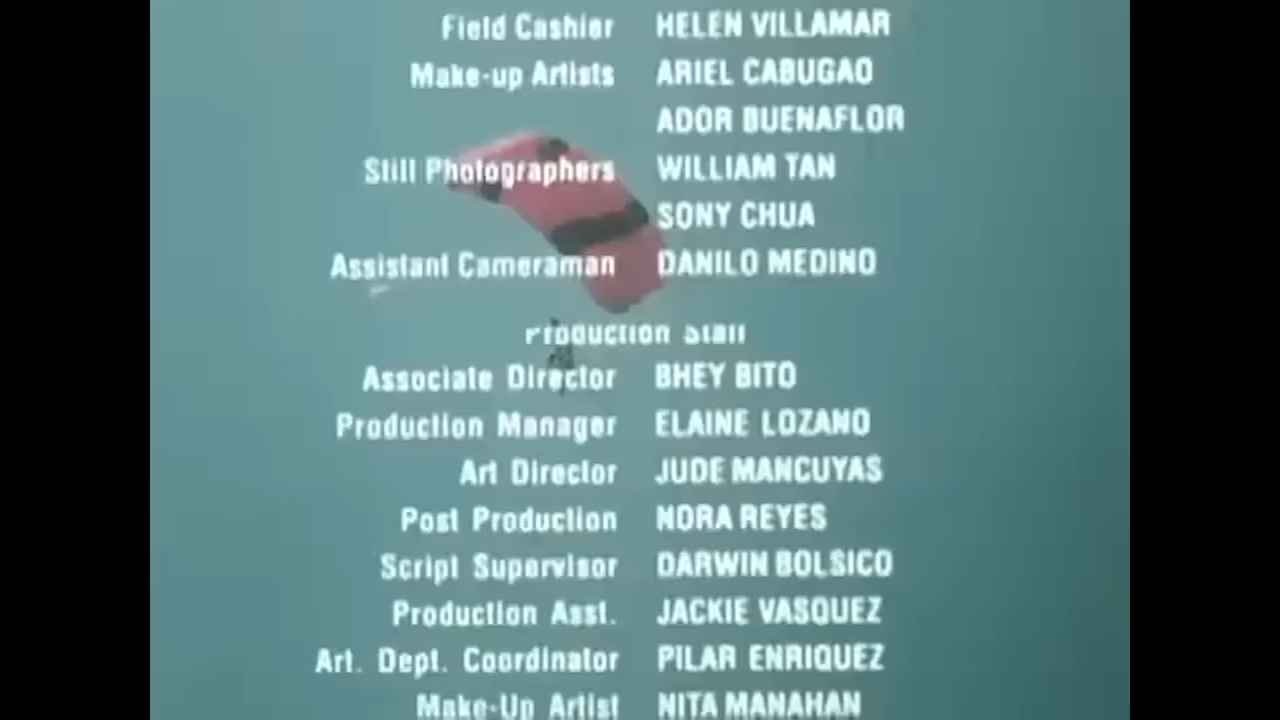 Field Cashier HELEN VILLAMAR
Make-up Artists ARIEL CABUGAO
ADOR BUENAFLOR
Still Photographers WILLIAM TAN
SONY CHUA
Assistant Cameraman DANILO MEDINO
Production Staff
Associate Director BHEY BITO
Production Manager ELAINE LOZANO
Art Director JUDE MANCUYAS
Post Production NORA REYES
Script Supervisor DARWIN BOLSICO
Production Asst. JACKIE VASQUEZ
Art. Dept. Coordinator PILAR ENRIQUEZ
Make-Up Artist NITA MANAHAN